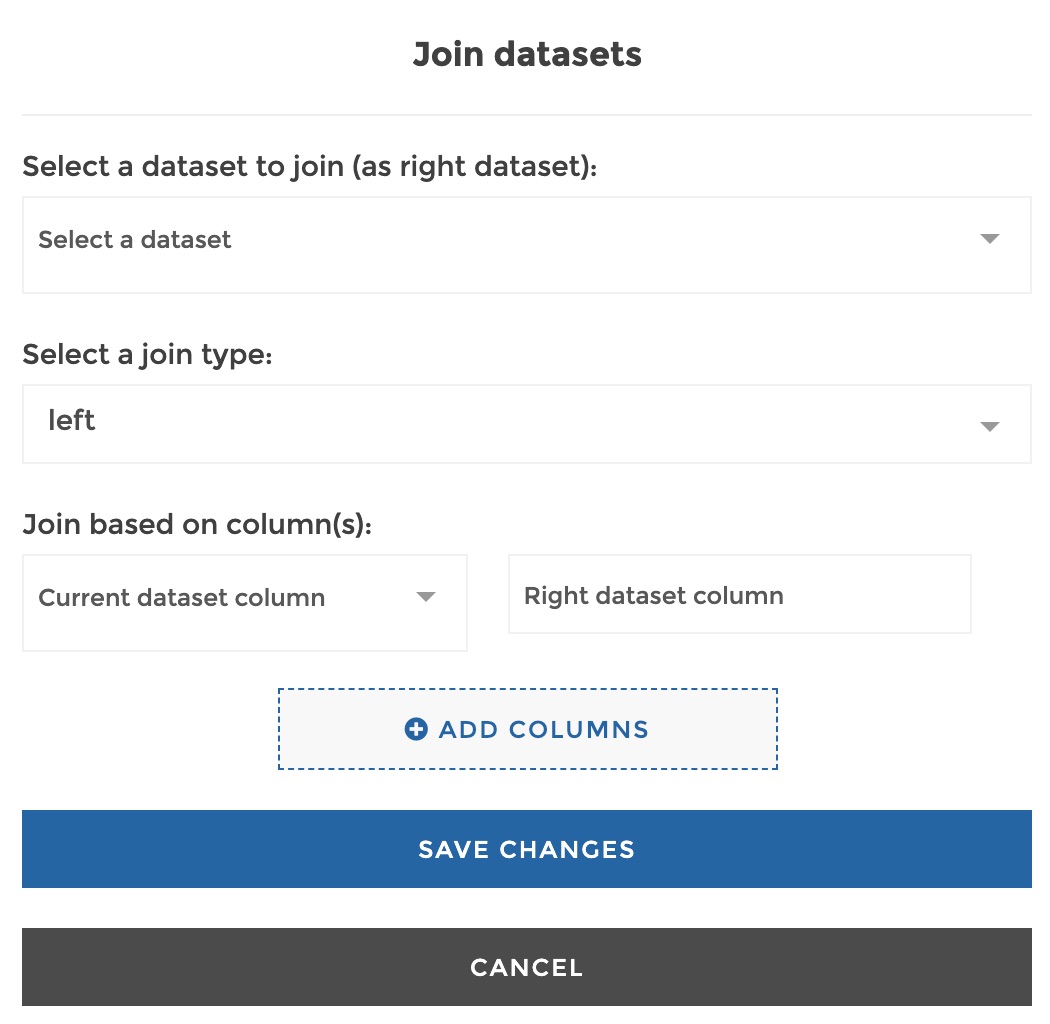 Join datasets
Select a dataset to join (as right dataset):
Select a dataset
Select a join type:
left
Join based on column(s):
Current dataset column
Right dataset column
ADD COLUMNS
SAVE CHANGES
CANCEL